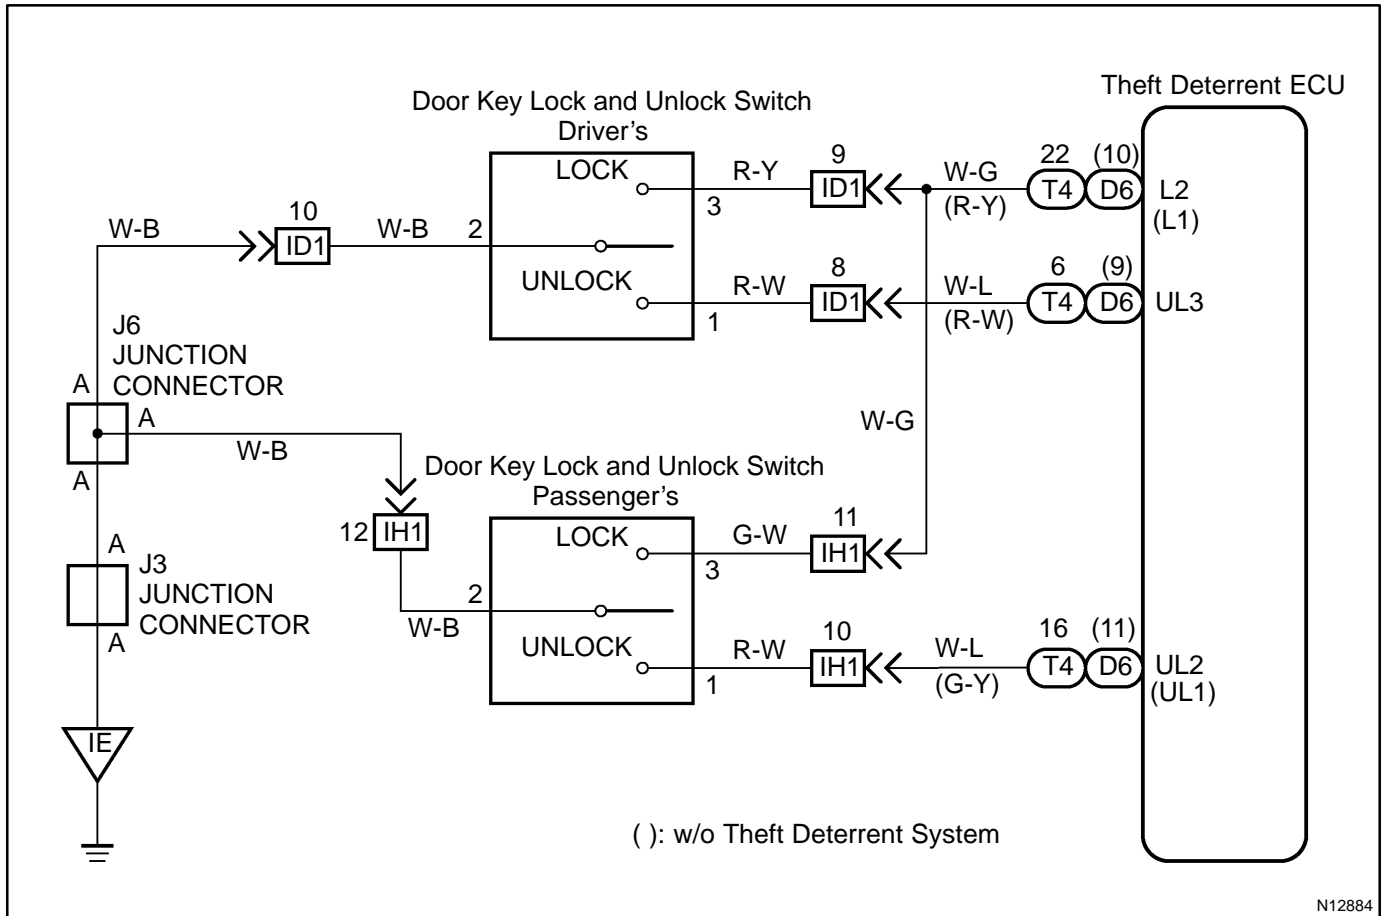 Theft Deterrent ECU
Door Key Lock and Unlock Switch
Driver's
LOCK
R-Y
9
ID1
W-G
(R-Y)
22
(10)
T4
D6
L2
(L1)
3
W-B
10
ID1
W-B
2
UNLOCK
R-W
8
ID1
W-L
(R-W)
6
(9)
T4
D6
UL3
1
J6
JUNCTION
CONNECTOR
A
A
A
W-B
W-G
Door Key Lock and Unlock Switch
Passenger's
12
IH1
LOCK
G-W
11
IH1
3
A
J3
JUNCTION
CONNECTOR
A
2
W-B
UNLOCK
R-W
10
IH1
W-L
(G-Y)
16
(11)
T4
D6
UL2
(UL1)
1
IE
( ): w/o Theft Deterrent System
N12884